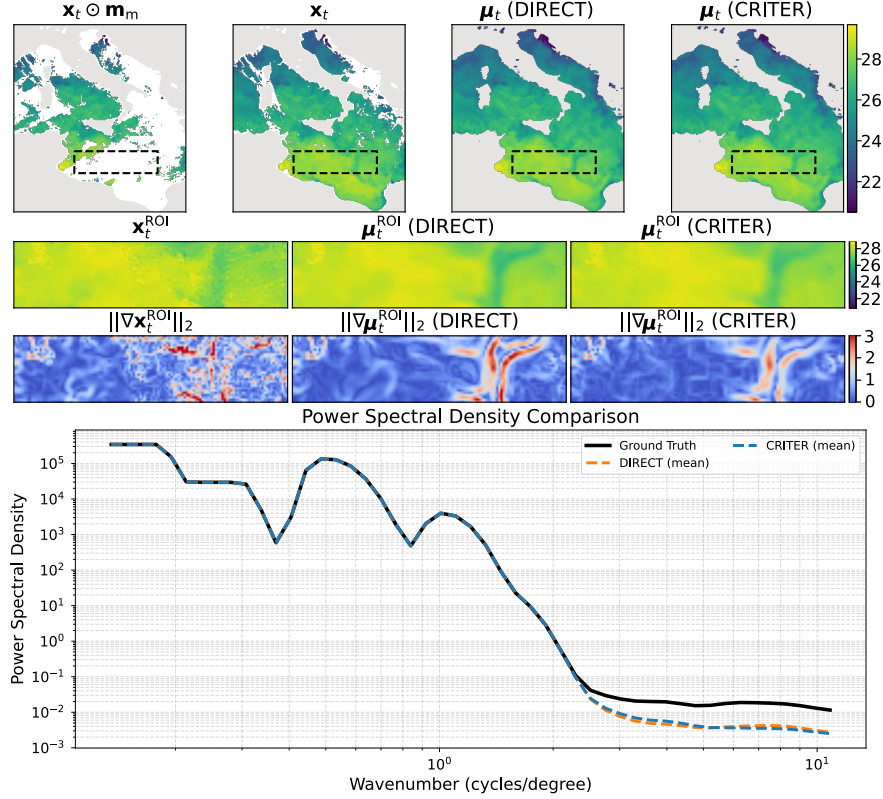 x_t ⊙ m_m
x_t
μ_t (DIRECT)
μ_t (CRITER)
28
26
24
22
x_t^ROI
μ_t^ROI (DIRECT)
μ_t^ROI (CRITER)
28
26
24
22
||∇x_t^ROI||_2
||∇μ_t^ROI||_2 (DIRECT)
||∇μ_t^ROI||_2 (CRITER)
3
2
1
0
Power Spectral Density Comparison
Ground Truth
DIRECT (mean)
CRITER (mean)
Power Spectral Density
10^5
10^4
10^3
10^2
10^1
10^0
10^−1
10^−2
10^−3
10^0
10^1
Wavenumber (cycles/degree)